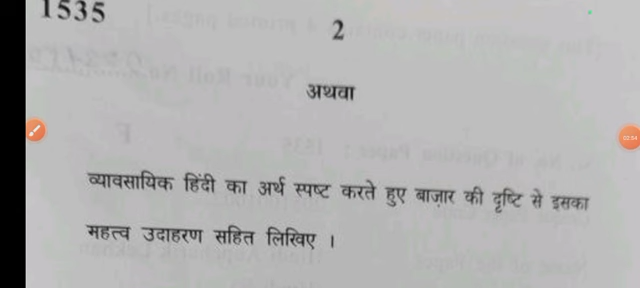 1535
2
अथवा
व्यावसायिक हिंदी का अर्थ स्पष्ट करते हुए बाज़ार की दृष्टि से इसका
महत्व उदाहरण सहित लिखिए ।